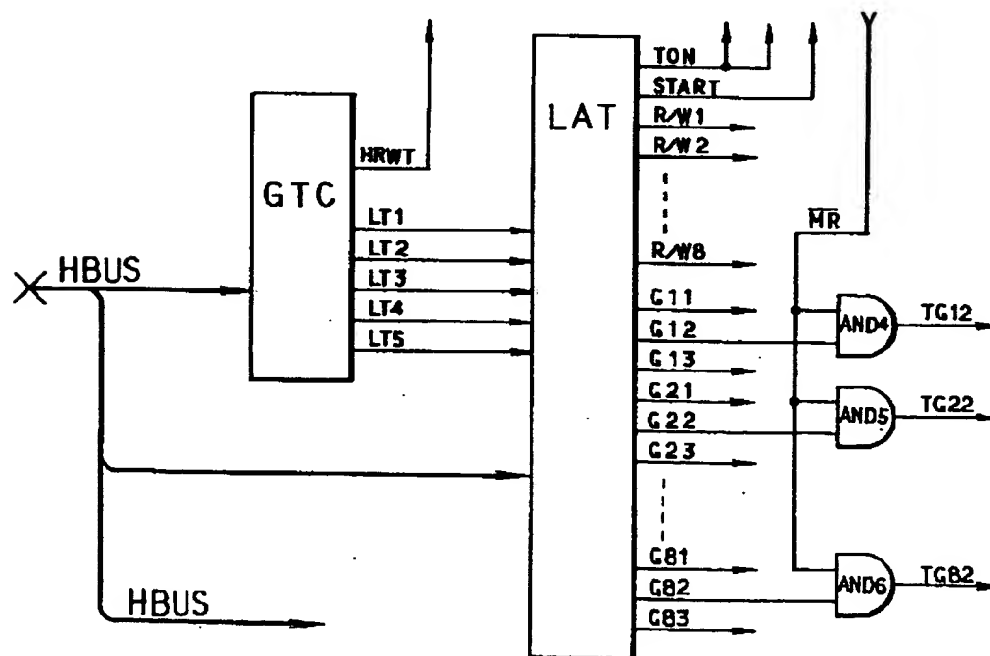 TON
START
R/W1
R/W2
R/W8
G11
G12
G13
G21
G22
G23
G81
G82
G83
LAT
GTC
HRWT
LT1
LT2
LT3
LT4
LT5
HBUS
HBUS
MR
AND4
TG12
AND5
TG22
AND6
TG82